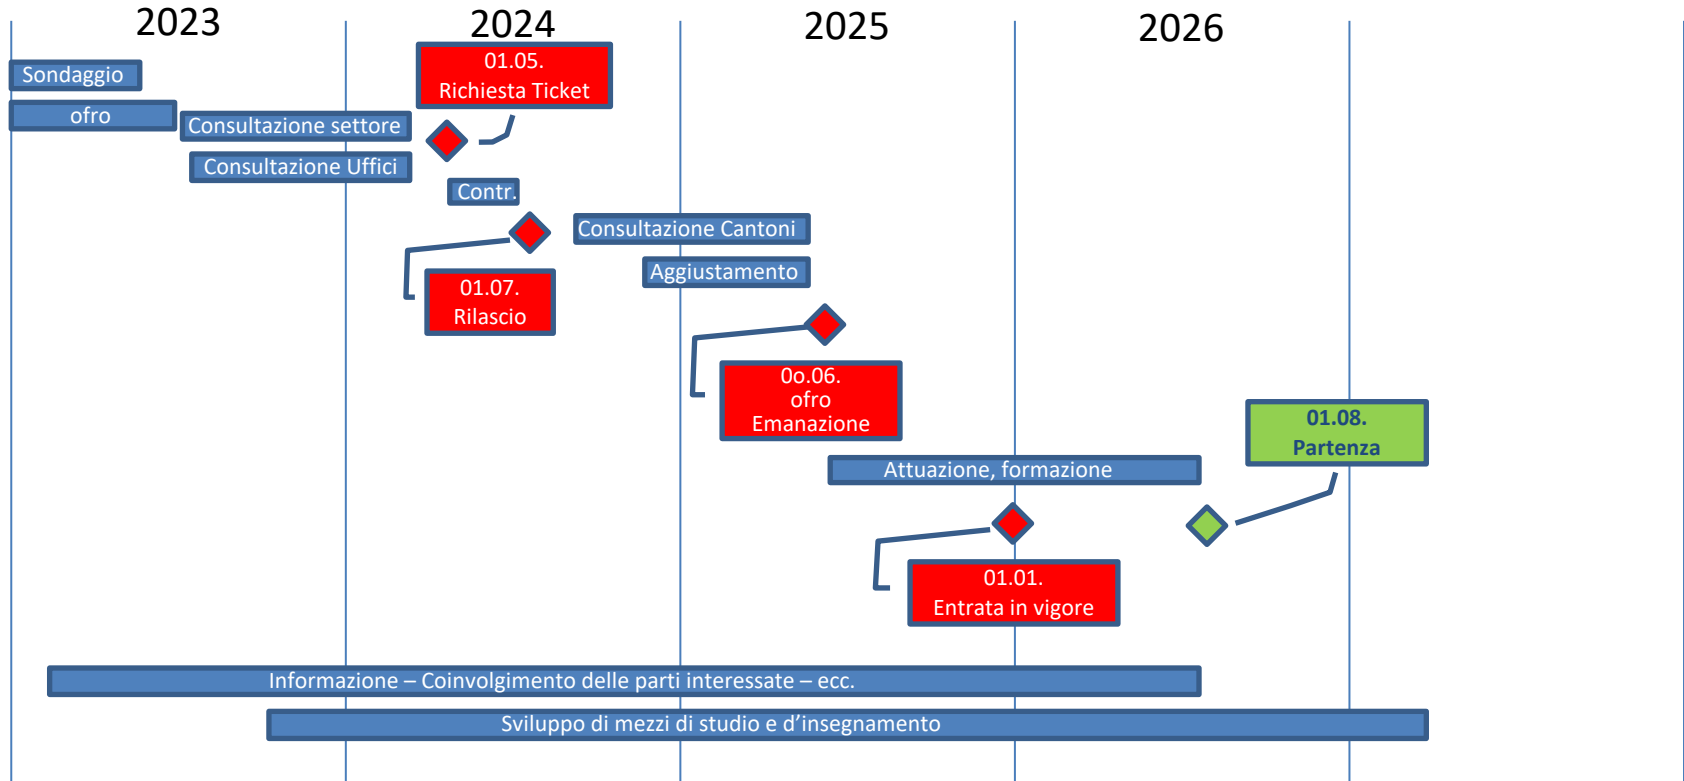 2023
2024
2025
2026
Sondaggio
01.05.
Richiesta Ticket
ofro
Consultazione settore
Consultazione Uffici
Contr.
Consultazione Cantoni
Aggiustamento
01.07.
Rilascio
0o.06.
ofro
Emanazione
01.08.
Partenza
Attuazione, formazione
01.01.
Entrata in vigore
Informazione – Coinvolgimento delle parti interessate – ecc.
Sviluppo di mezzi di studio e d’insegnamento